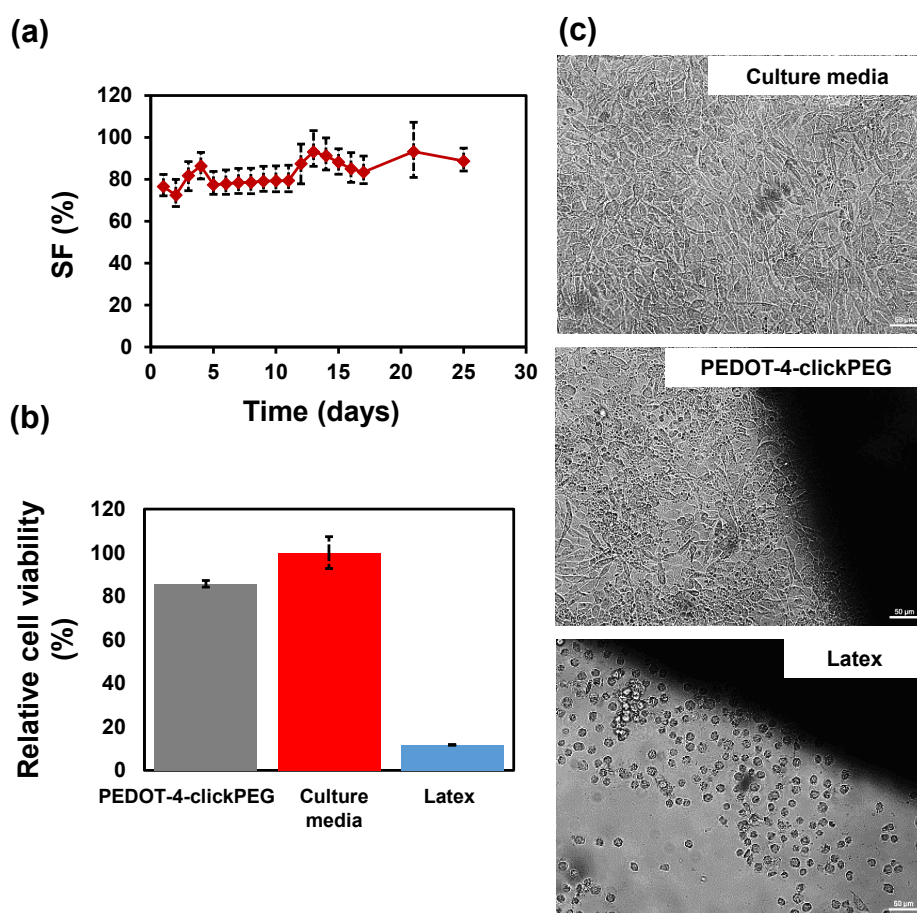 (a)
SF (%)
120
100
80
60
40
20
0
0 5 10 15 20 25 30
Time (days)
(b)
Relative cell viability
(%)
120
100
80
60
40
20
0
PEDOT-4-clickPEG Culture Latex
media
(c)
Culture media
50 µm
PEDOT-4-clickPEG
50 µm
Latex
50 µm